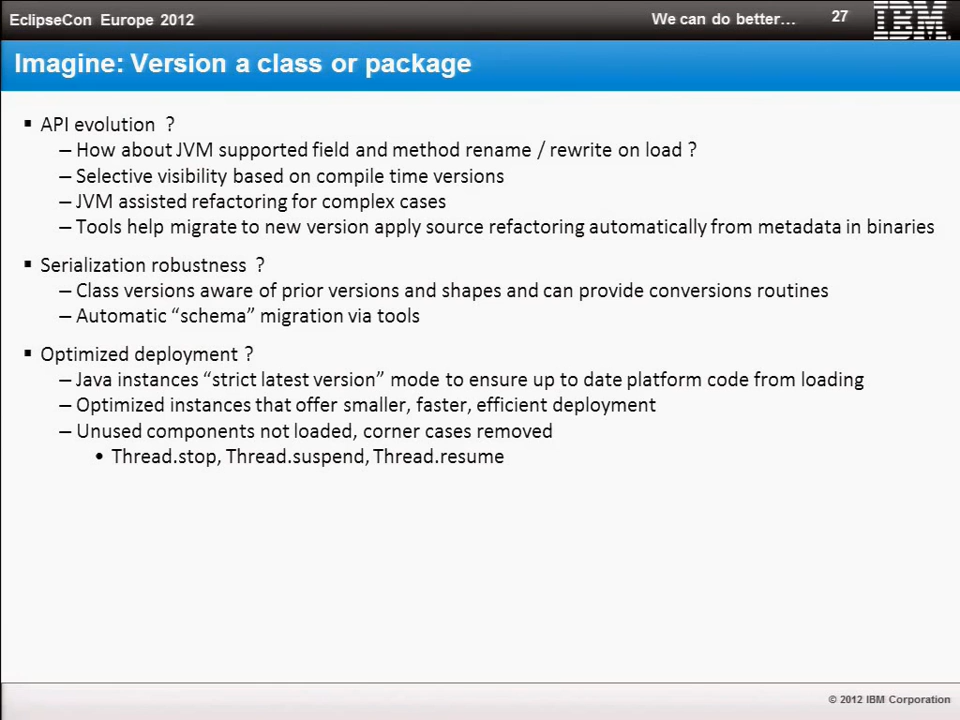 EclipseCon Europe 2012
We can do better...
27
IBM
Imagine: Version a class or package
▪ API evolution ?
– How about JVM supported field and method rename / rewrite on load ?
– Selective visibility based on compile time versions
– JVM assisted refactoring for complex cases
– Tools help migrate to new version apply source refactoring automatically from metadata in binaries
▪ Serialization robustness ?
– Class versions aware of prior versions and shapes and can provide conversions routines
– Automatic “schema” migration via tools
▪ Optimized deployment ?
– Java instances “strict latest version” mode to ensure up to date platform code from loading
– Optimized instances that offer smaller, faster, efficient deployment
– Unused components not loaded, corner cases removed
• Thread.stop, Thread.suspend, Thread.resume
© 2012 IBM Corporation